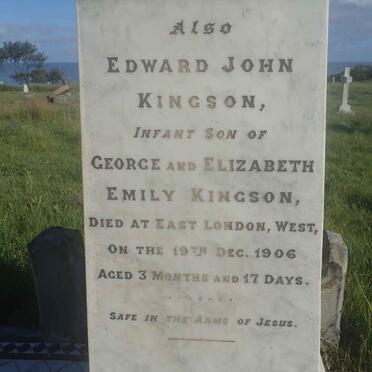 Also
EDWARD JOHN
KINGSON,
INFANT SON OF
GEORGE AND ELIZABETH
EMILY KINGSON,
DIED AT EAST LONDON, WEST,
ON THE 19TH DEC. 1906
AGED 3 MONTHS AND 17 DAYS.
SAFE IN THE ARMS OF JESUS.